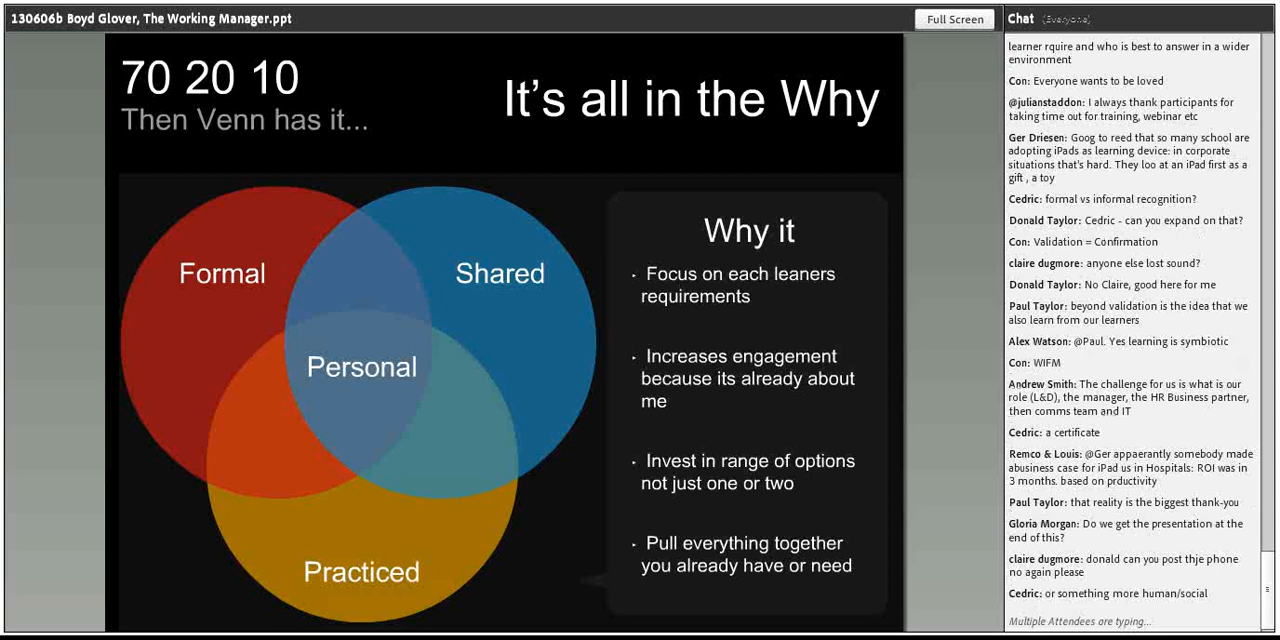 130606b Boyd Glover, The Working Manager.ppt
Full Screen
70 20 10
Then Venn has it...
It's all in the Why
Formal
Shared
Personal
Practiced
Why it
Focus on each leaners
requirements
Increases engagement
because its already about
me
Invest in range of options
not just one or two
Pull everything together
you already have or need
Chat (Everyone)
learner rquire and who is best to answer in a wider
environment
Con: Everyone wants to be loved
@julianstaddon: I always thank participants for
taking time out for training, webinar etc
Ger Driesen: Goog to reed that so many school are
adopting iPads as learning device: in corporate
situations that's hard. They loo at an iPad first as a
gift , a toy
Cedric: formal vs informal recognition?
Donald Taylor: Cedric - can you expand on that?
Con: Validation = Confirmation
claire dugmore: anyone else lost sound?
Donald Taylor: No Claire, good here for me
Paul Taylor: beyond validation is the idea that we
also learn from our learners
Alex Watson: @Paul. Yes learning is symbiotic
Con: WIFM
Andrew Smith: The challenge for us is what is our
role (L&D), the manager, the HR Business partner,
then comms team and IT
Cedric: a certificate
Remco & Louis: @Ger appaerantly somebody made
abusiness case for iPad us in Hospitals: ROI was in
3 months. based on prductivity
Paul Taylor: that reality is the biggest thank-you
Gloria Morgan: Do we get the presentation at the
end of this?
claire dugmore: donald can you post thje phone
no again please
Cedric: or something more human/social
Multiple Attendees are typing...